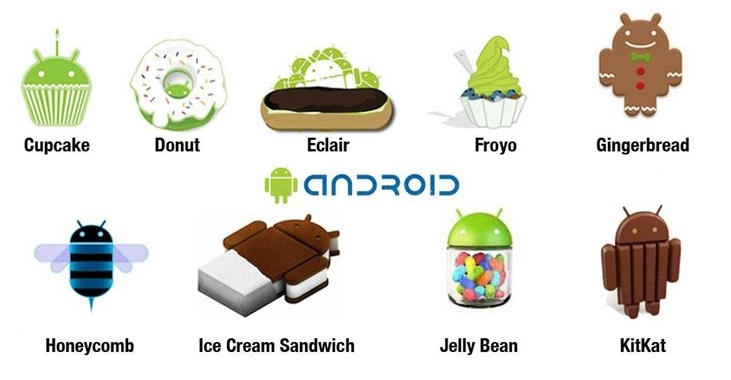 Cupcake
Donut
Eclair
Froyo
Gingerbread
ANDROID
Honeycomb
Ice Cream Sandwich
Jelly Bean
KitKat